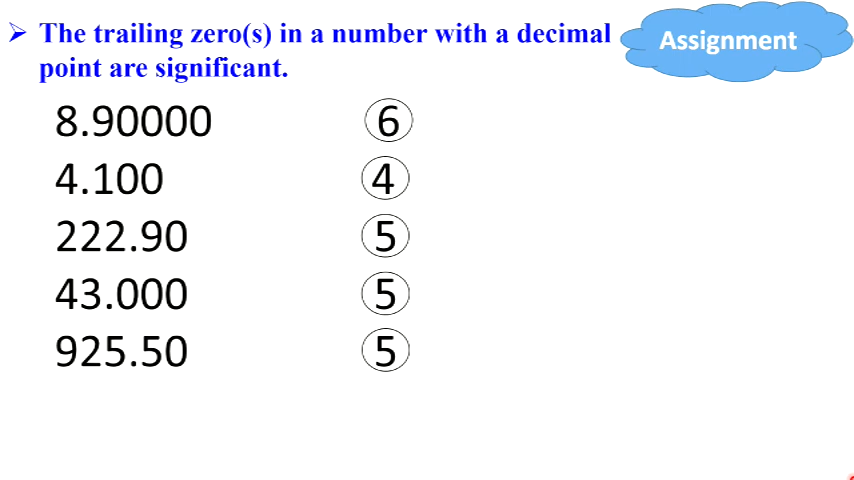 ➢ The trailing zero(s) in a number with a decimal
point are significant.
Assignment
8.90000 6
4.100 4
222.90 5
43.000 5
925.50 5